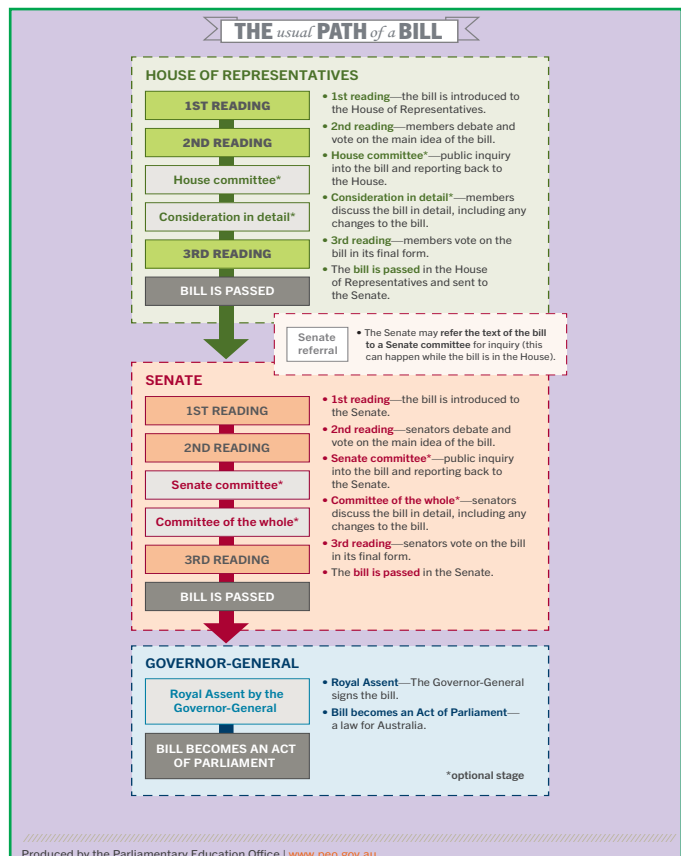 THE usual PATH of a BILL
HOUSE OF REPRESENTATIVES
1ST READING
2ND READING
House committee*
Consideration in detail*
3RD READING
BILL IS PASSED
• 1st reading—the bill is introduced to
the House of Representatives.
• 2nd reading—members debate and
vote on the main idea of the bill.
• House committee*—public inquiry
into the bill and reporting back to
the House.
• Consideration in detail*—members
discuss the bill in detail, including any
changes to the bill.
• 3rd reading—members vote on the
bill in its final form.
• The bill is passed in the House
of Representatives and sent to
the Senate.
Senate
referral
• The Senate may refer the text of the bill
to a Senate committee for inquiry (this
can happen while the bill is in the House).
SENATE
1ST READING
2ND READING
Senate committee*
Committee of the whole*
3RD READING
BILL IS PASSED
• 1st reading—the bill is introduced to
the Senate.
• 2nd reading—senators debate and
vote on the main idea of the bill.
• Senate committee*—public inquiry
into the bill and reporting back to
the Senate.
• Committee of the whole*—senators
discuss the bill in detail, including any
changes to the bill.
• 3rd reading—senators vote on the bill
in its final form.
• The bill is passed in the Senate.
GOVERNOR-GENERAL
Royal Assent by the
Governor-General
BILL BECOMES AN ACT
OF PARLIAMENT
• Royal Assent—The Governor-General
signs the bill.
• Bill becomes an Act of Parliament—
a law for Australia.
*optional stage
Produced by the Parliamentary Education Office | www.peo.gov.au